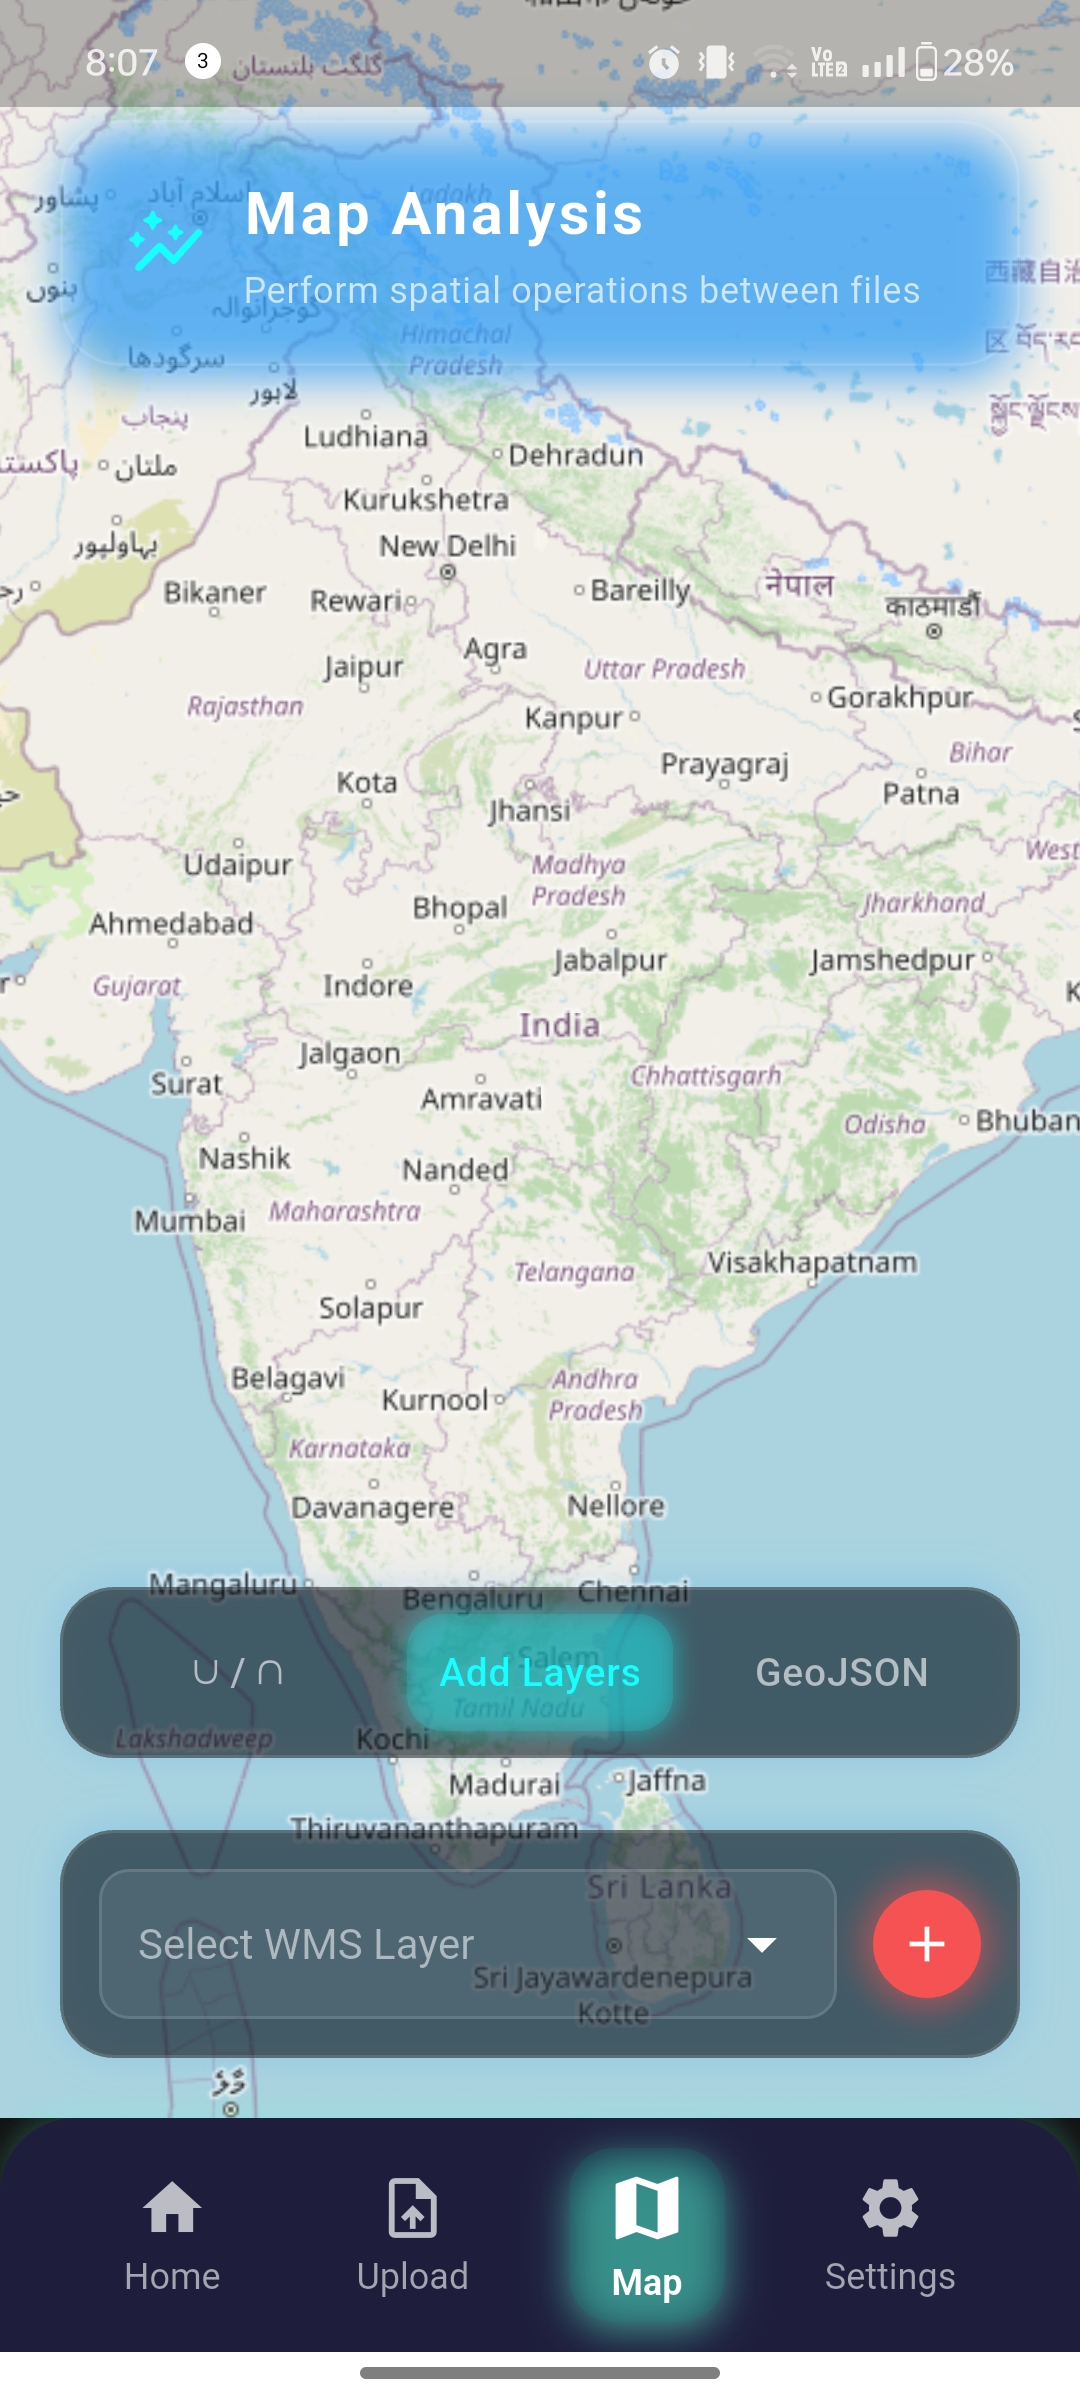 8:07
3
گلگت بلتستان
Vo
LTE2
28%
Ladakh
پشاور
اسلام آباد
Map Analysis
西藏自治
Perform spatial operations between files
بنوں
گوجرانوالہ
Himachal
Pradesh
区
سرگودھا
لاہور
پنجاب
Ludhiana
ملتان
Dehradun
Kurukshetra
بہاولپور
New Delhi
Bikaner
Rewari
Bareilly
नेपाल
काठमाडौँ
Agra
Jaipur
Uttar Pradesh
Rajasthan
Gorakhpur
Kanpur
Bihar
Prayagraj
Kota
Patna
Jhansi
West
Udaipur
Madhya
Pradesh
Bhopal
Jharkhand
Ahmedabad
Jabalpur
Jamshedpur
Gujarat
Indore
K
India
Jalgaon
Surat
Chhattisgarh
Amravati
Odisha
Bhuban
Nashik
Nanded
Mumbai
Maharashtra
Telangana
Visakhapatnam
Solapur
Belagavi
Andhra
Pradesh
Kurnool
Karnataka
Davanagere
Nellore
Mangaluru
Bengaluru
Chennai
Salem
∪ / ∩
Add Layers
GeoJSON
Tamil Nadu
Lakshadweep
Kochi
Madurai
Jaffna
Thiruvananthapuram
Sri Lanka
Select WMS Layer
Sri Jayawardenepura
Kotte
މާލެ
Home
Upload
Map
Settings